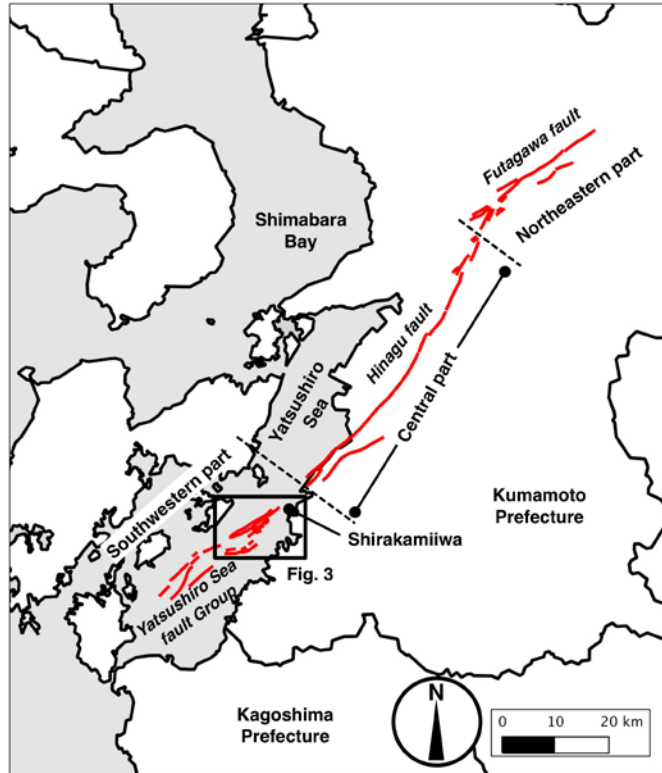 Futagawa fault
Northeastern part
Shimabara
Bay
Hinagu fault
Central part
Yatsushiro
Sea
Southwestern part
Kumamoto
Prefecture
Shirakamiiwa
Fig. 3
Yatsushiro Sea
fault Group
Kagoshima
Prefecture
N
0 10 20 km